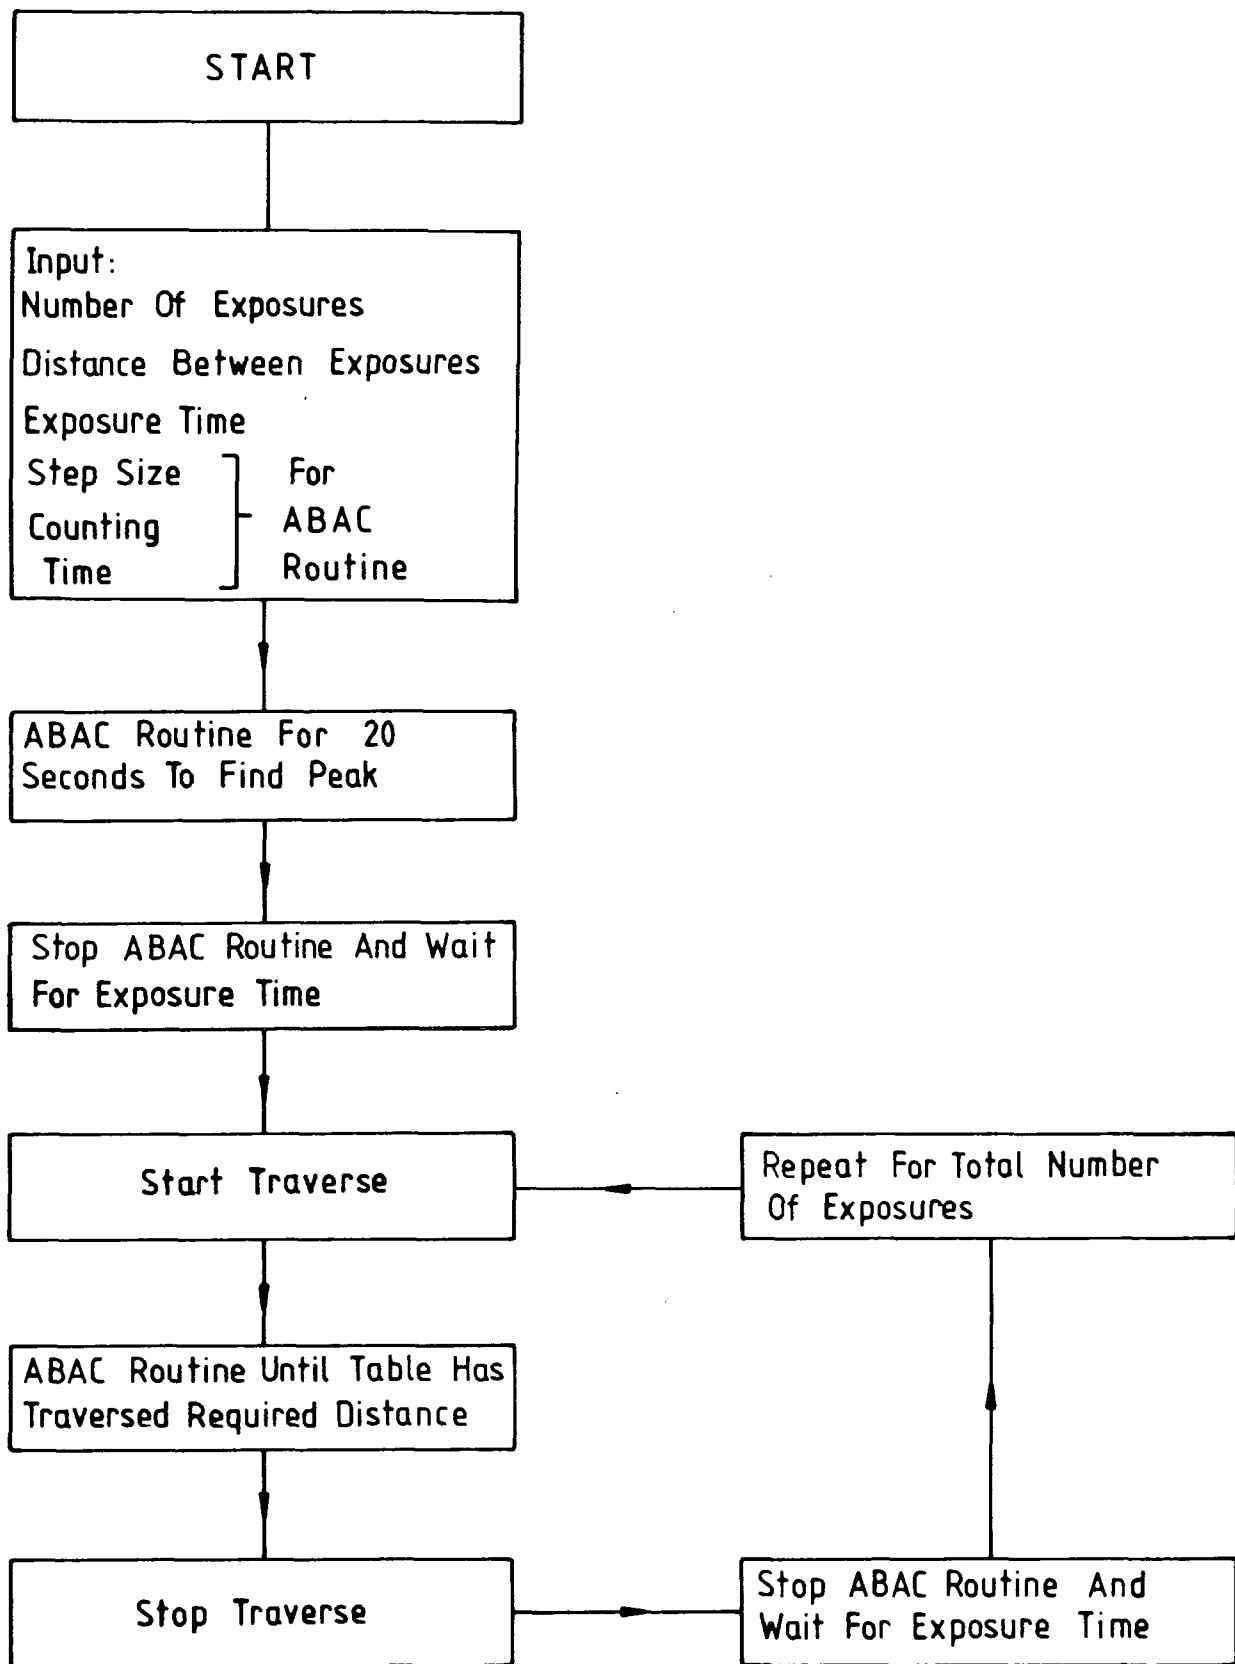 START
Input:
Number Of Exposures
Distance Between Exposures
Exposure Time
Step Size
Counting
Time
For
ABAC
Routine
ABAC Routine For 20
Seconds To Find Peak
Stop ABAC Routine And Wait
For Exposure Time
Start Traverse
ABAC Routine Until Table Has
Traversed Required Distance
Stop Traverse
Stop ABAC Routine And
Wait For Exposure Time
Repeat For Total Number
Of Exposures